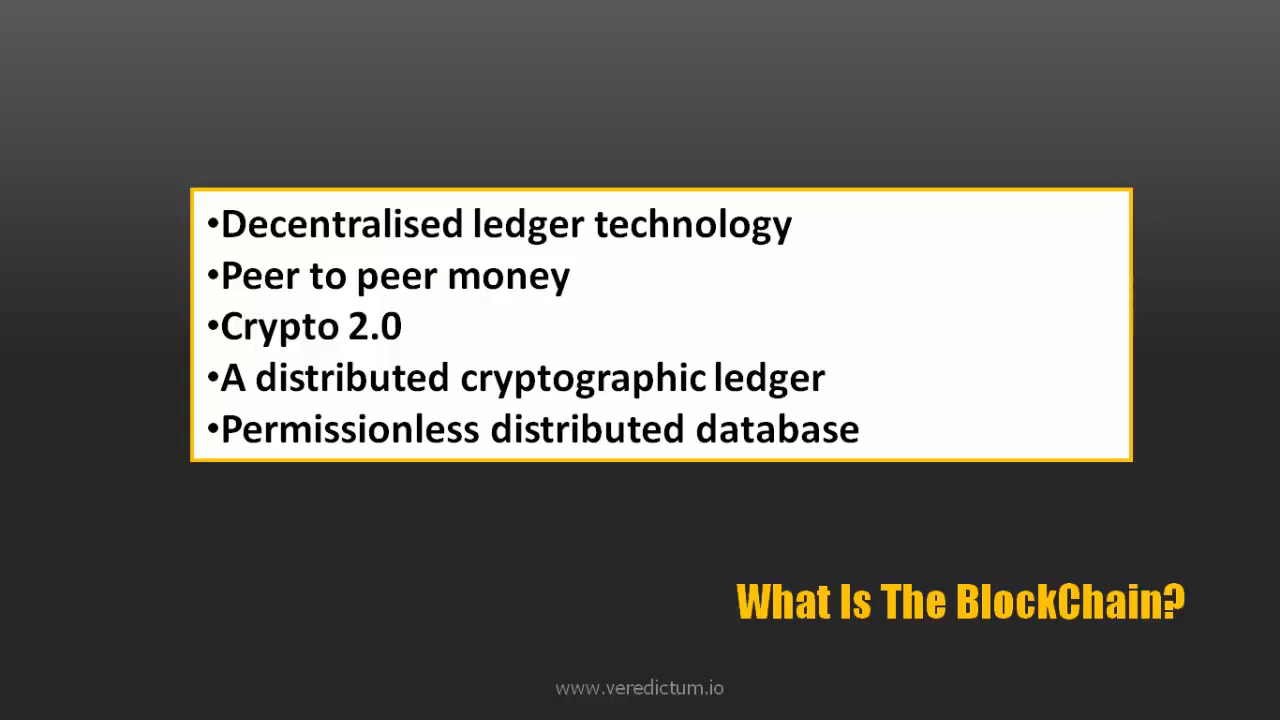 •Decentralised ledger technology
•Peer to peer money
•Crypto 2.0
•A distributed cryptographic ledger
•Permissionless distributed database
What Is The BlockChain?
www.veredictum.io